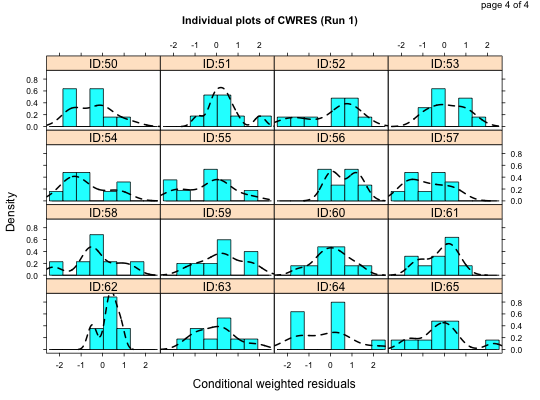 page 4 of 4
Individual plots of CWRES (Run 1)
-2 -1 0 1 2 -2 -1 0 1 2
ID:50 ID:51 ID:52 ID:53
0.8
0.6
0.4
0.2
0.0
ID:54 ID:55 ID:56 ID:57
0.8
0.6
0.4
0.2
0.0
ID:58 ID:59 ID:60 ID:61
0.8
0.6
0.4
0.2
0.0
ID:62 ID:63 ID:64 ID:65
0.8
0.6
0.4
0.2
0.0
Density
-2 -1 0 1 2 -2 -1 0 1 2
Conditional weighted residuals